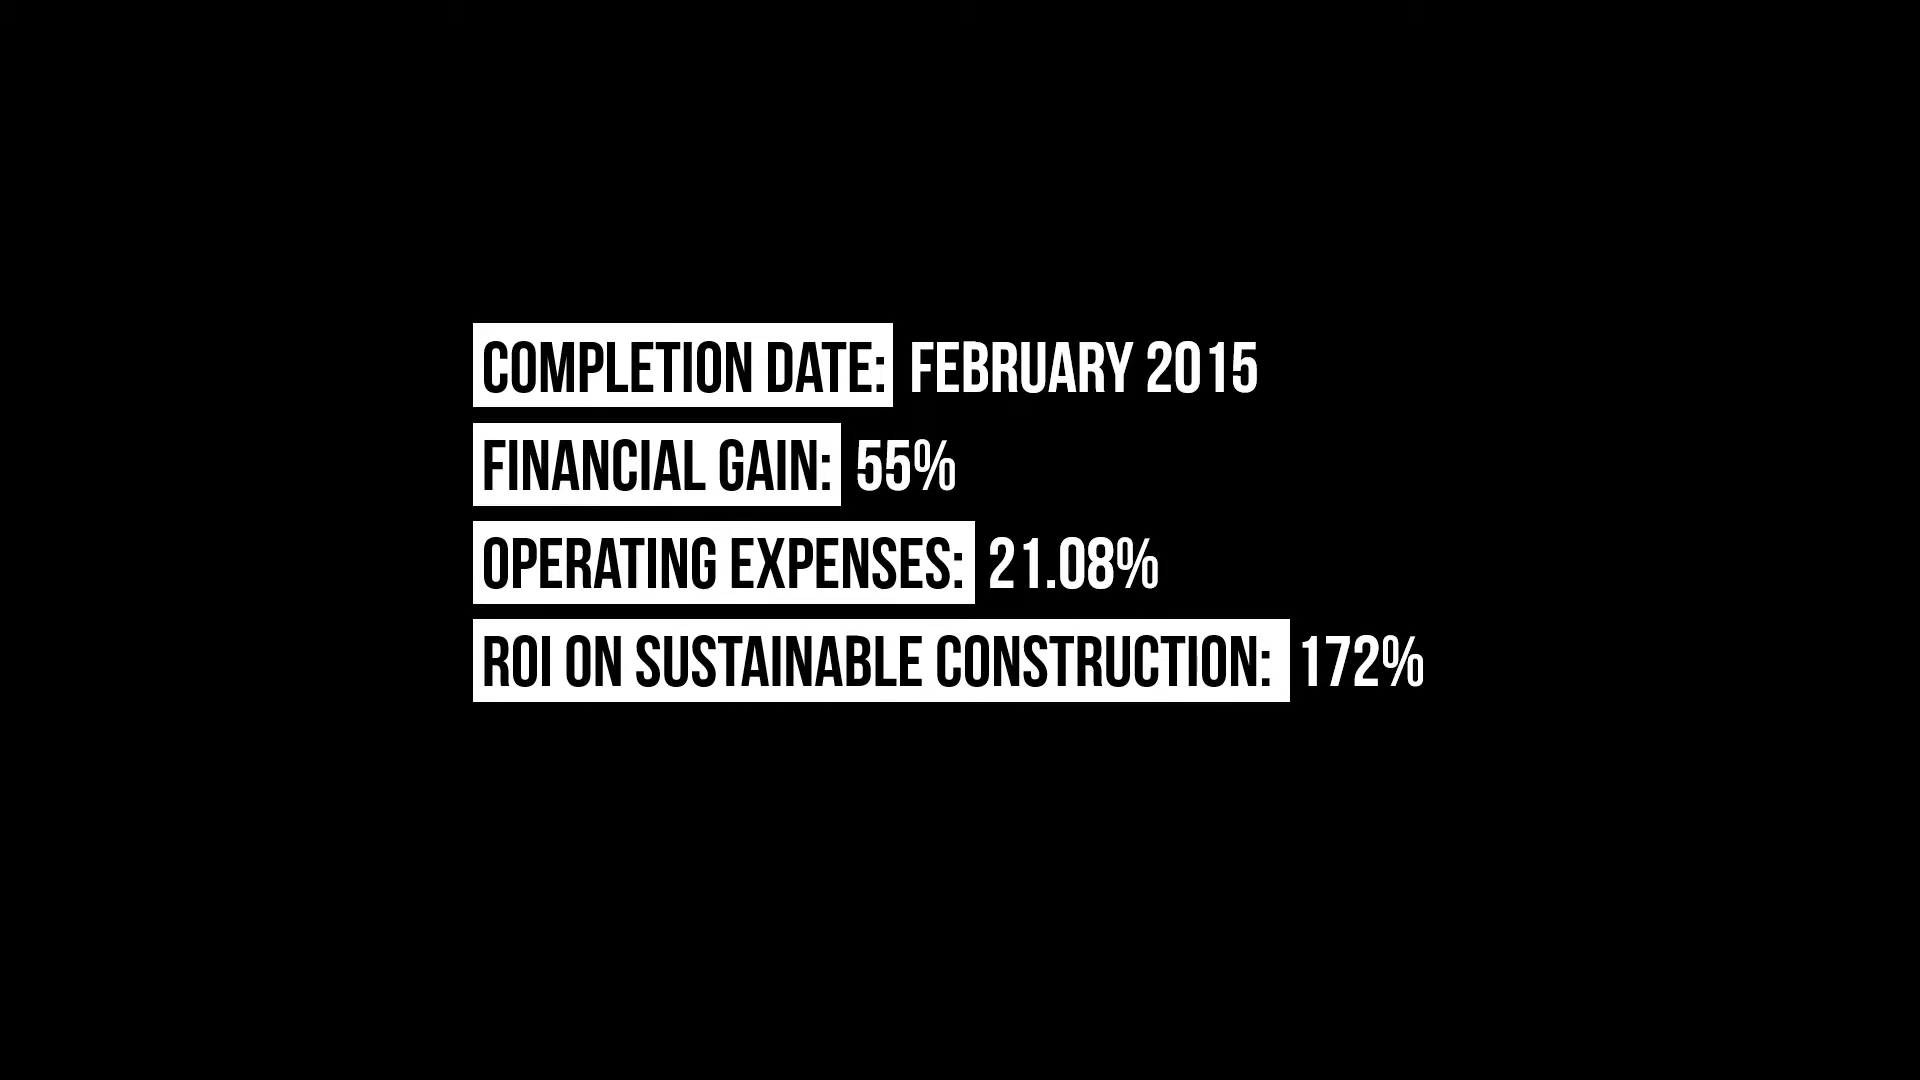 COMPLETION DATE: FEBRUARY 2015
FINANCIAL GAIN: 55%
OPERATING EXPENSES: 21.08%
ROI ON SUSTAINABLE CONSTRUCTION: 172%